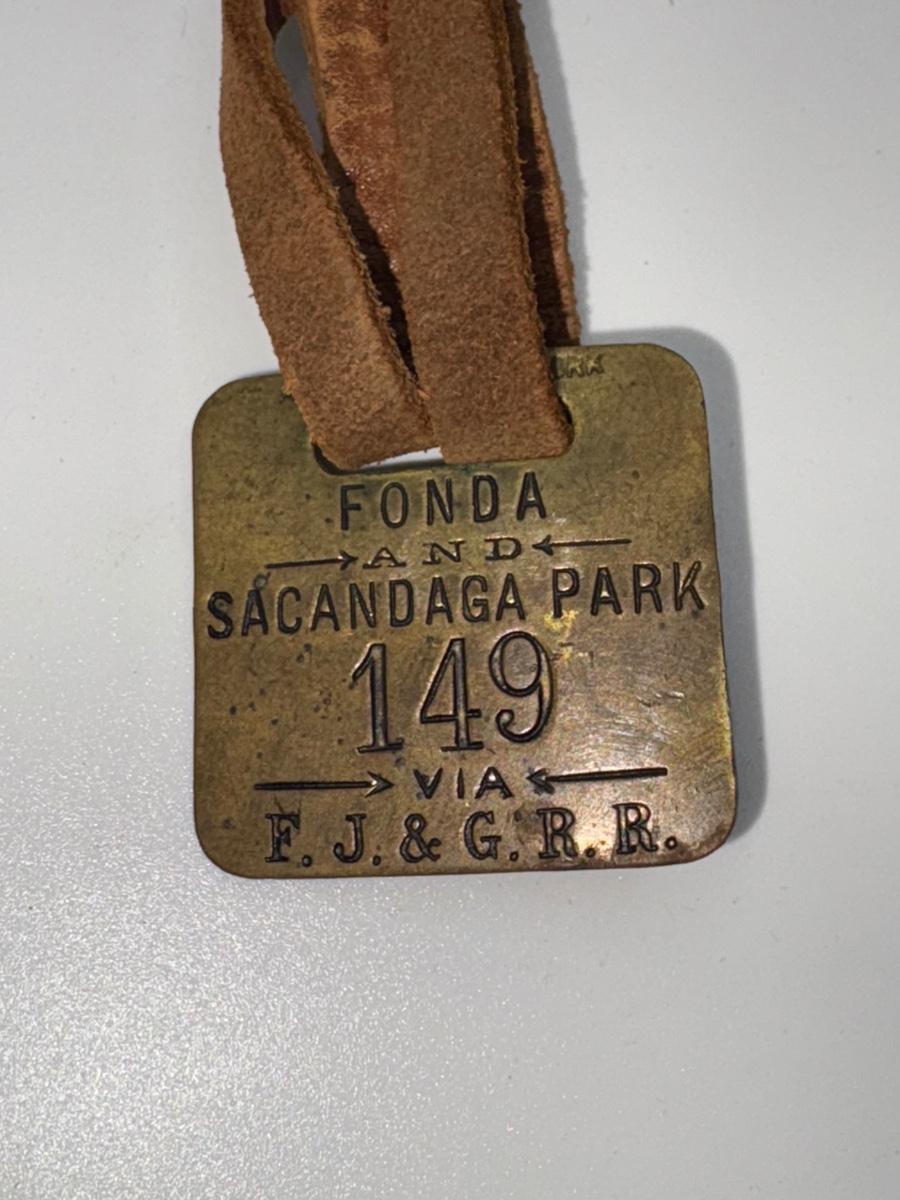 FONDA
AND
SACANDAGA PARK
149
VIA
F. J. & G. R. R.